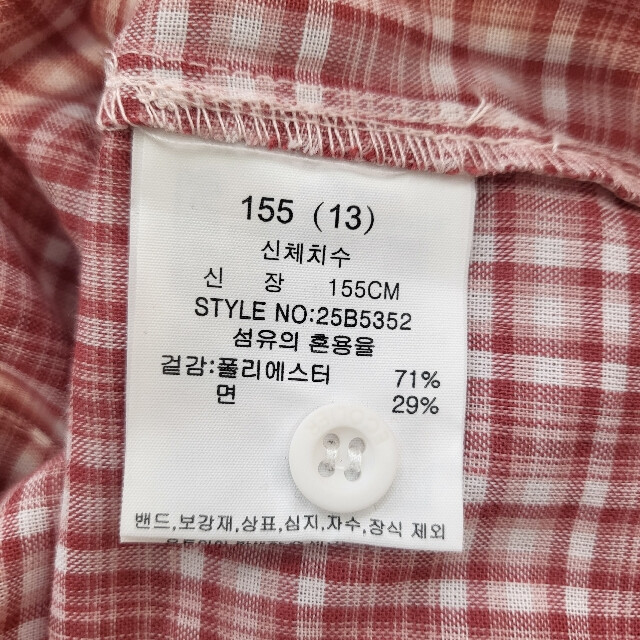 155 (13)
신체치수
신 장 155CM
STYLE NO:25B5352
섬유의 혼용율
겉감:폴리에스터 71%
면 29%
밴드,보강재,상표,심지,자수,장식 제외